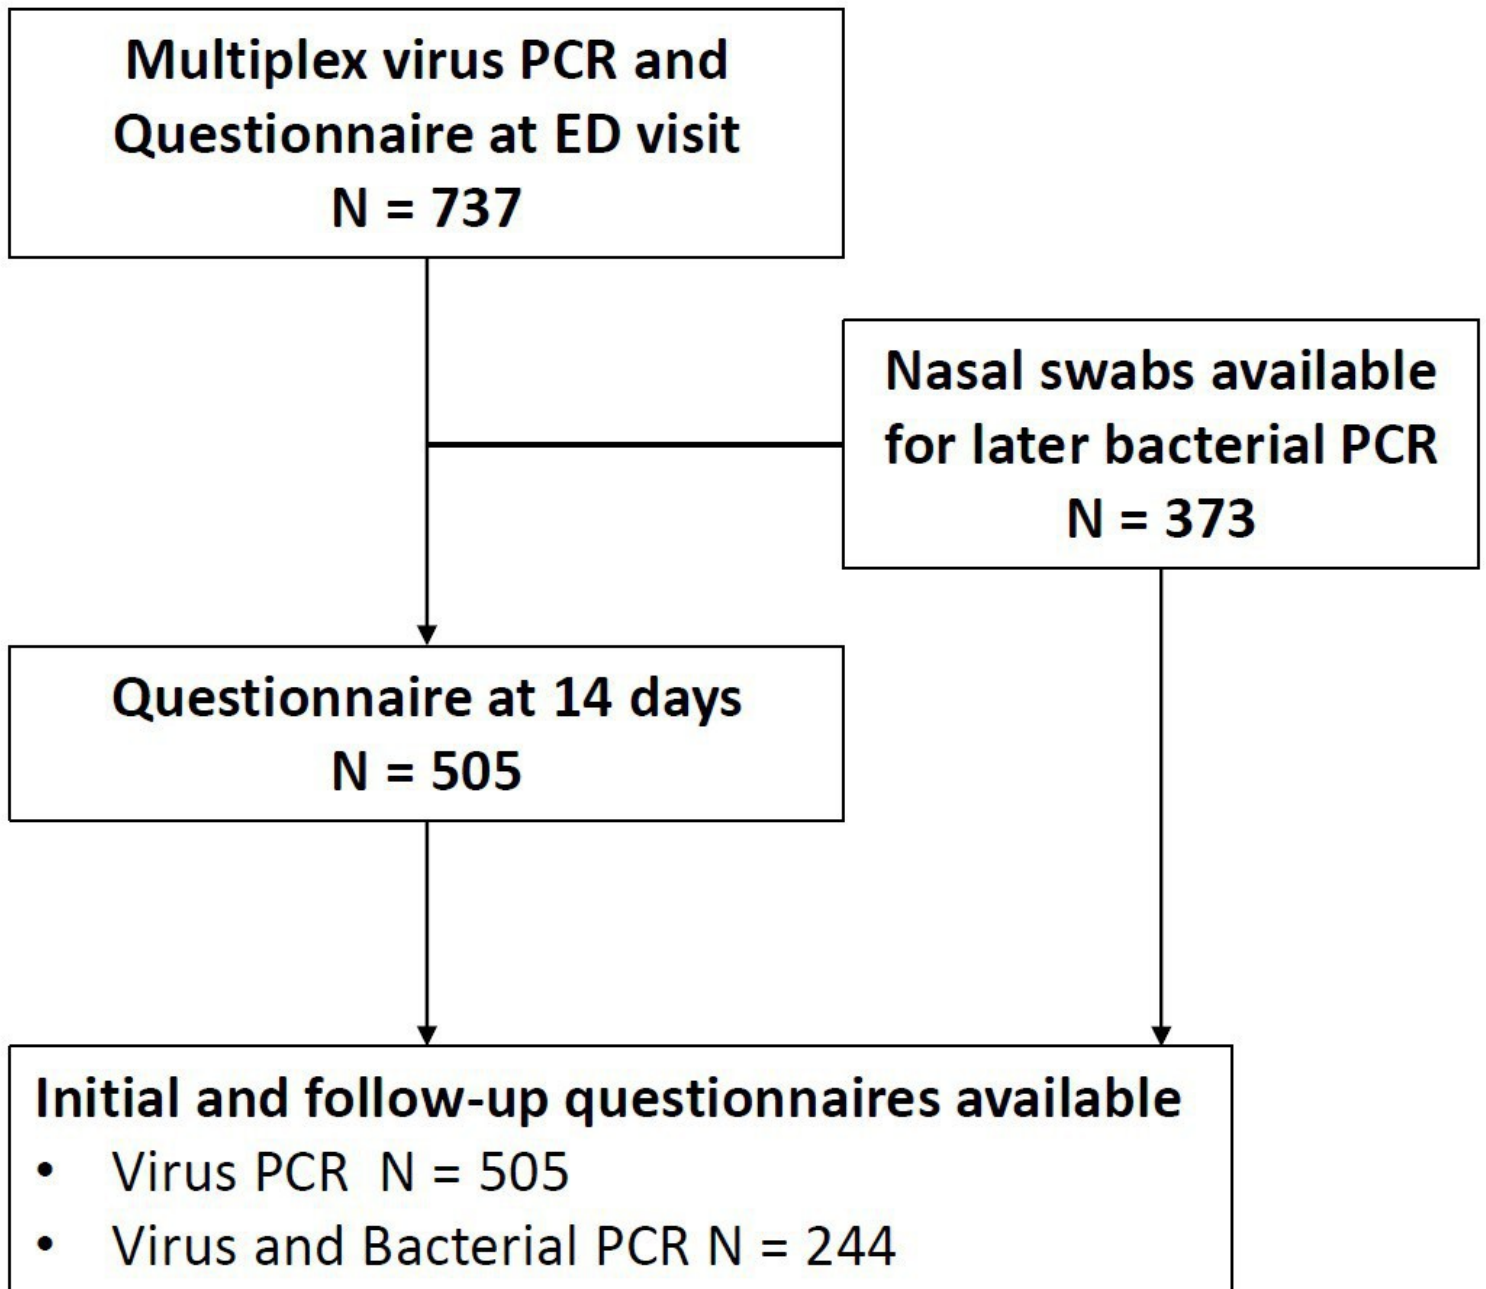 Multiplex virus PCR and
Questionnaire at ED visit
N = 737
Nasal swabs available
for later bacterial PCR
N = 373
Questionnaire at 14 days
N = 505
Initial and follow-up questionnaires available
• Virus PCR N = 505
• Virus and Bacterial PCR N = 244